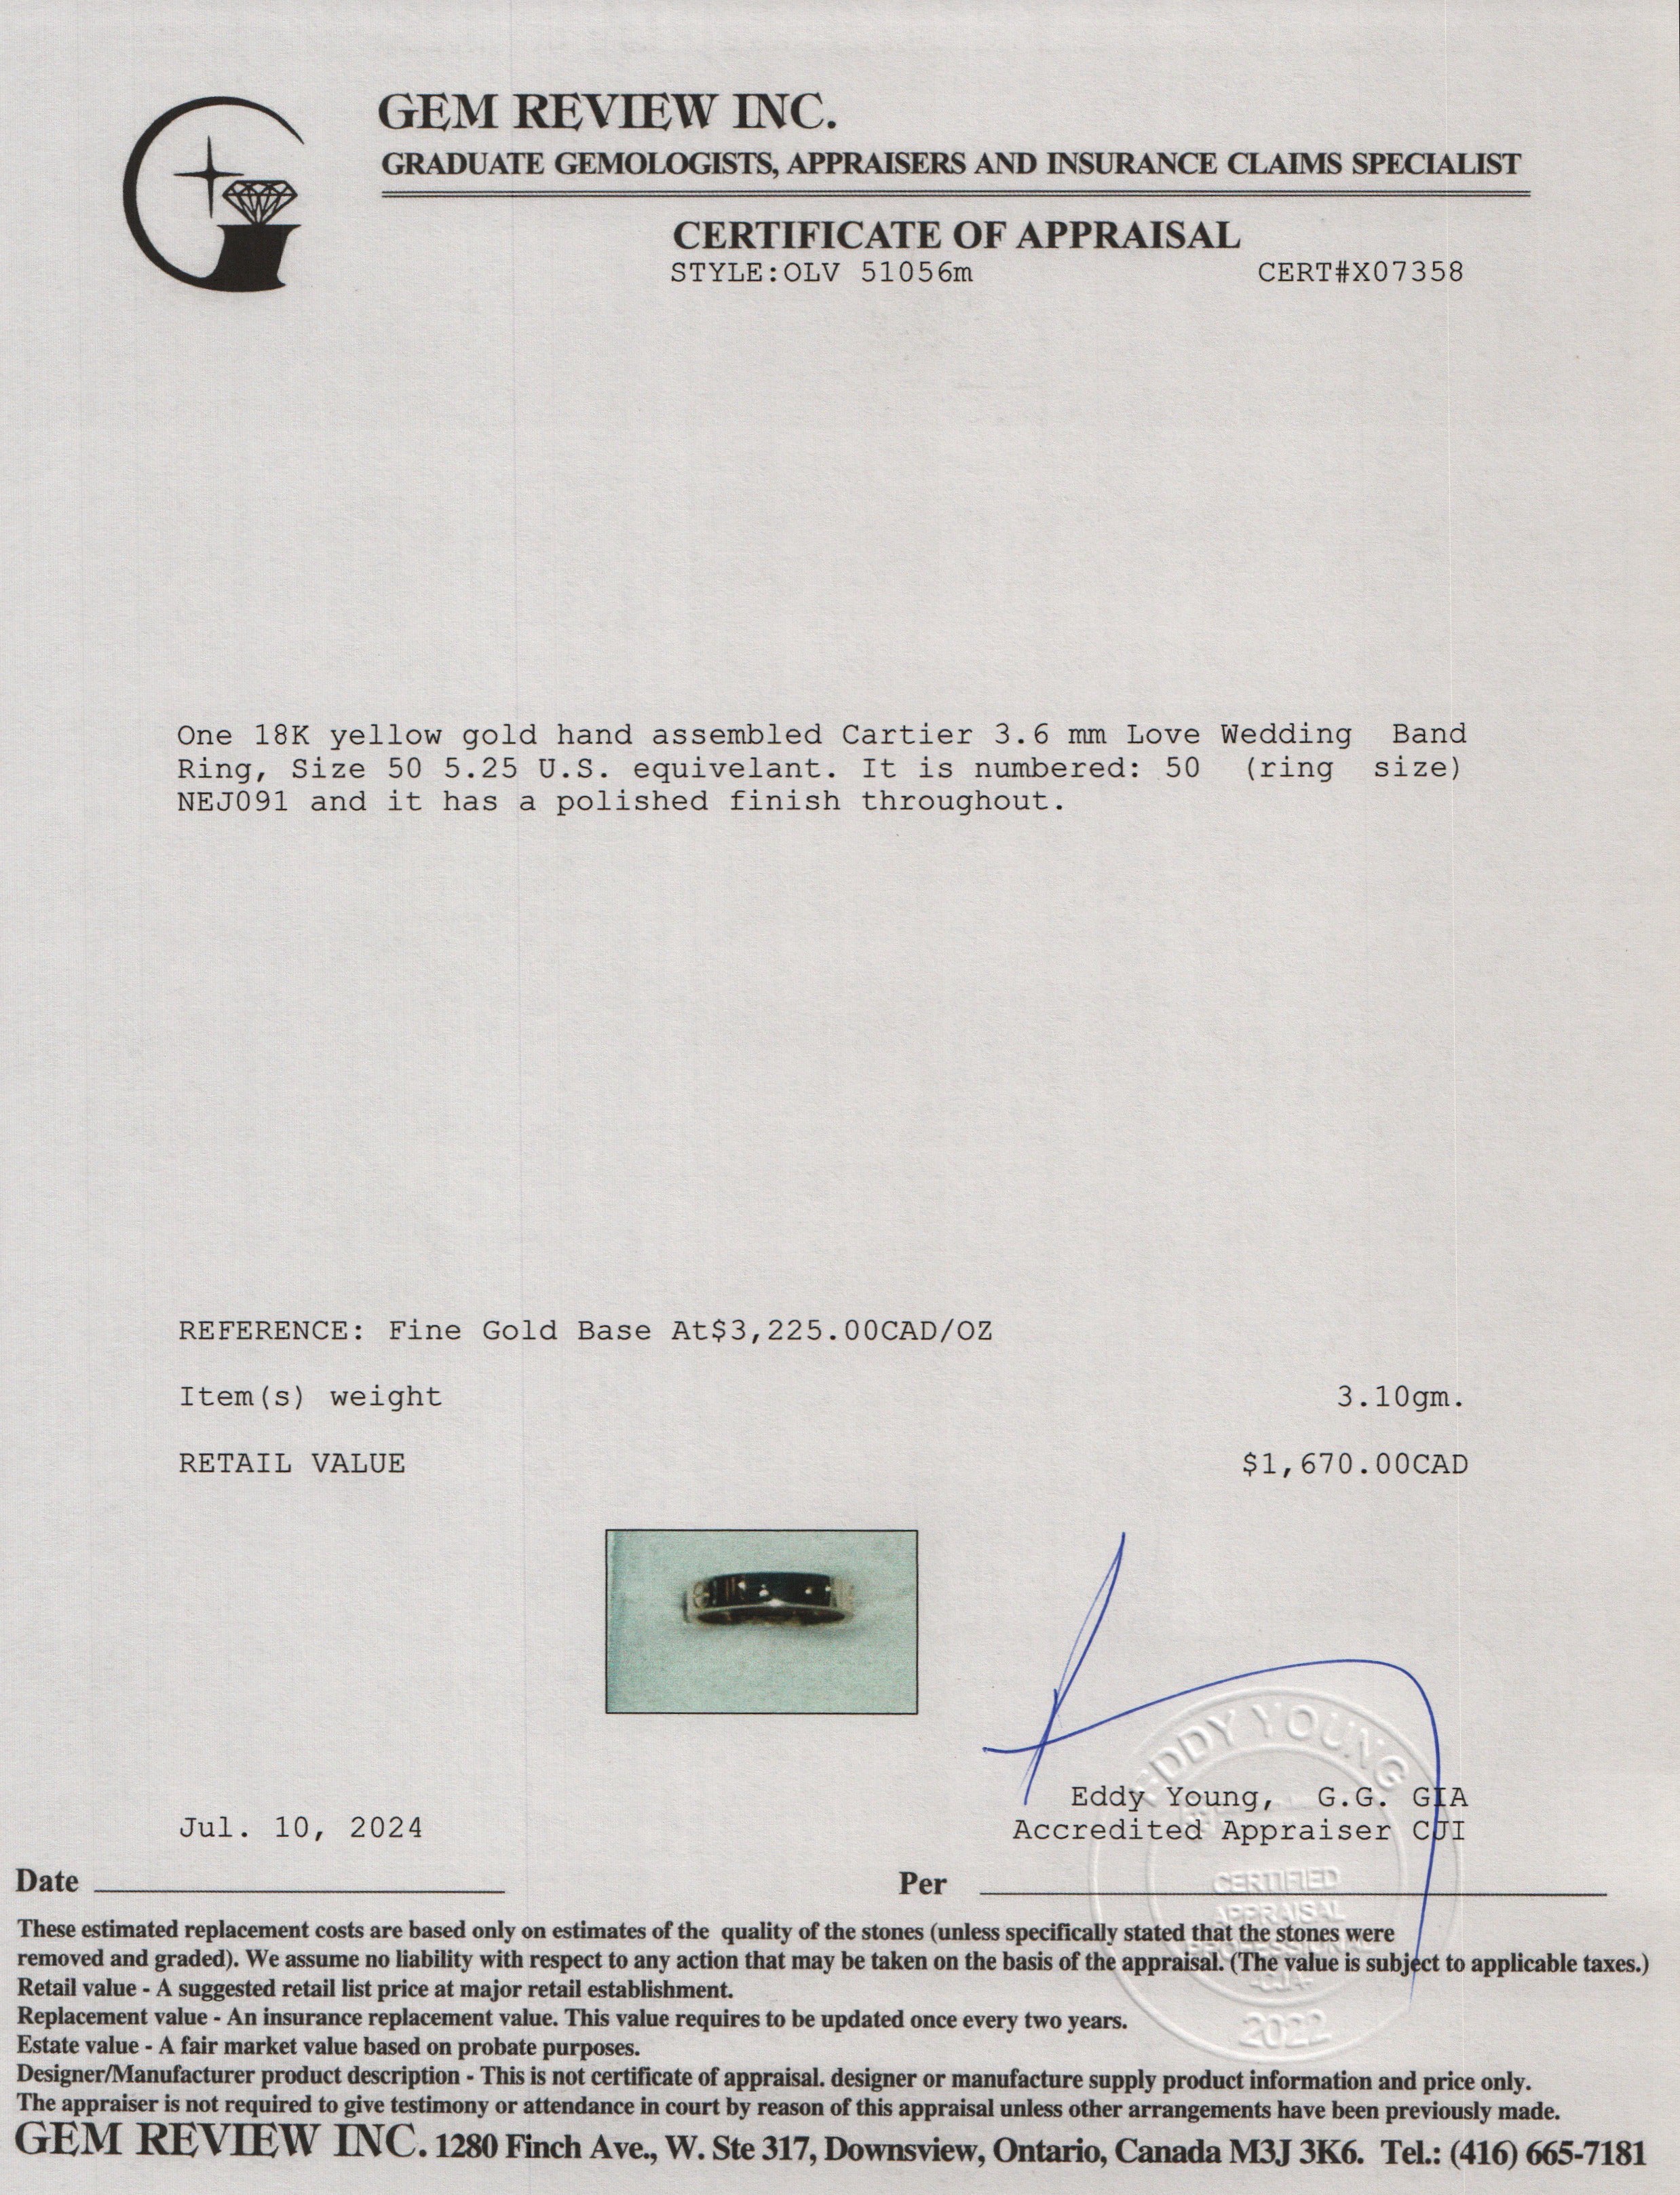 GEM REVIEW INC.
GRADUATE GEMOLOGISTS, APPRAISERS AND INSURANCE CLAIMS SPECIALIST
CERTIFICATE OF APPRAISAL
STYLE:OLV 51056m CERT#X07358
One 18K yellow gold hand assembled Cartier 3.6 mm Love Wedding Band
Ring, Size 50 5.25 U.S. equivelant. It is numbered: 50 (ring size)
NEJ091 and it has a polished finish throughout.
REFERENCE: Fine Gold Base At$3,225.00CAD/OZ
Item(s) weight 3.10gm.
RETAIL VALUE $1,670.00CAD
EDDY YOUNG
Eddy Young, G.G. GIA
Jul. 10, 2024 Accredited Appraiser CJI
Date Per
CERTIFIED
APPRAISAL
PROFESSIONAL
2022
These estimated replacement costs are based only on estimates of the quality of the stones (unless specifically stated that the stones were
removed and graded). We assume no liability with respect to any action that may be taken on the basis of the appraisal. (The value is subject to applicable taxes.)
Retail value - A suggested retail list price at major retail establishment.
Replacement value - An insurance replacement value. This value requires to be updated once every two years.
Estate value - A fair market value based on probate purposes.
Designer/Manufacturer product description - This is not certificate of appraisal. designer or manufacture supply product information and price only.
The appraiser is not required to give testimony or attendance in court by reason of this appraisal unless other arrangements have been previously made.
GEM REVIEW INC. 1280 Finch Ave., W. Ste 317, Downsview, Ontario, Canada M3J 3K6. Tel.: (416) 665-7181